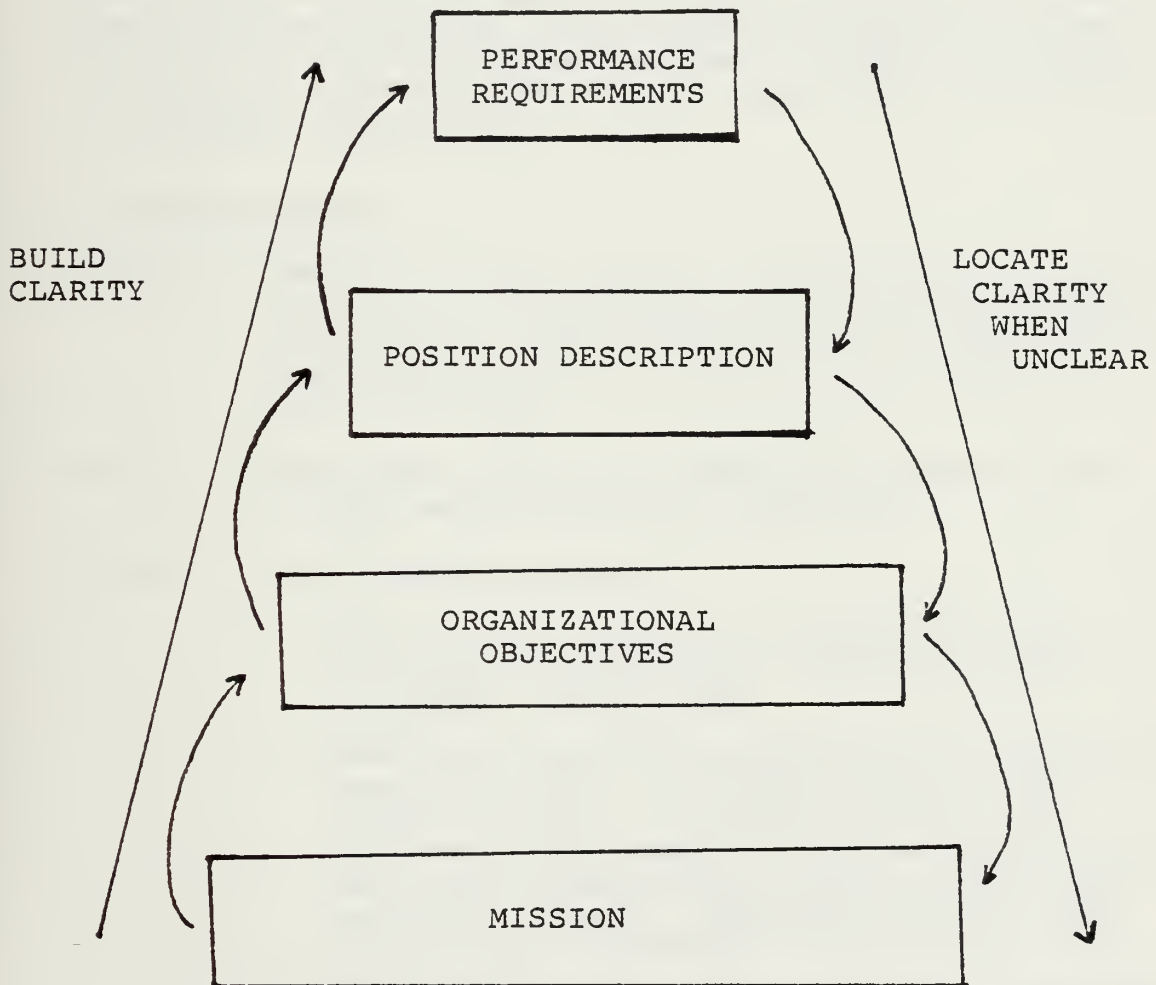 PERFORMANCE
REQUIREMENTS
BUILD
CLARITY
LOCATE
CLARITY
WHEN
UNCLEAR
POSITION DESCRIPTION
ORGANIZATIONAL
OBJECTIVES
MISSION